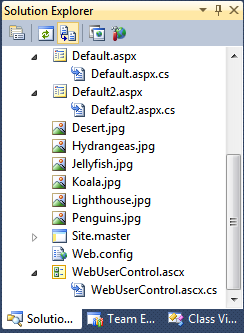 Solution Explorer
Default.aspx
Default.aspx.cs
Default2.aspx
Default2.aspx.cs
Desert.jpg
Hydrangeas.jpg
Jellyfish.jpg
Koala.jpg
Lighthouse.jpg
Penguins.jpg
Site.master
Web.config
WebUserControl.ascx
WebUserControl.ascx.cs
Solutio... Team E... Class Vi...